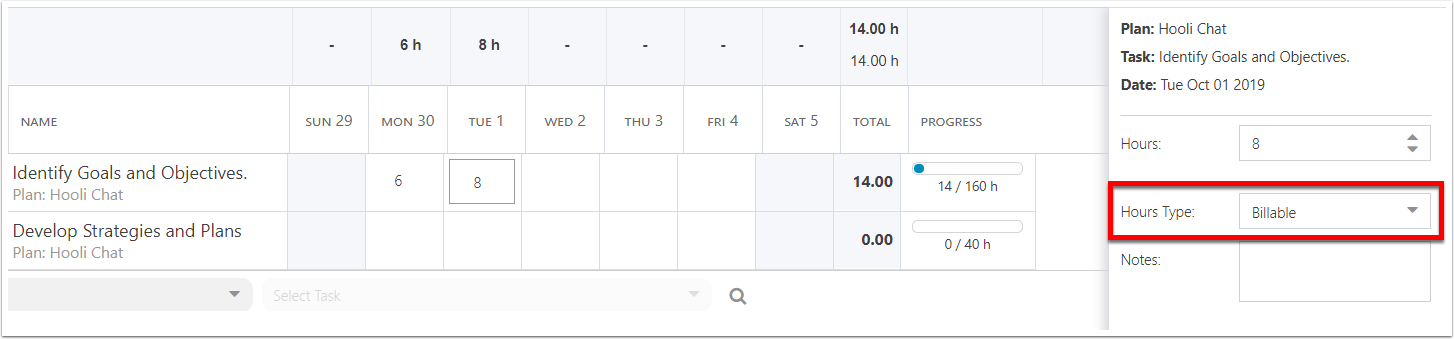 - 6 h 8 h - - - - 14.00 h
14.00 h
NAME SUN 29 MON 30 TUE 1 WED 2 THU 3 FRI 4 SAT 5 TOTAL PROGRESS
Identify Goals and Objectives. 6 8 14.00
Plan: Hooli Chat 14 / 160 h
Develop Strategies and Plans 0.00
Plan: Hooli Chat 0 / 40 h
Select Task
Plan: Hooli Chat
Task: Identify Goals and Objectives.
Date: Tue Oct 01 2019
Hours: 8
Hours Type: Billable
Notes: